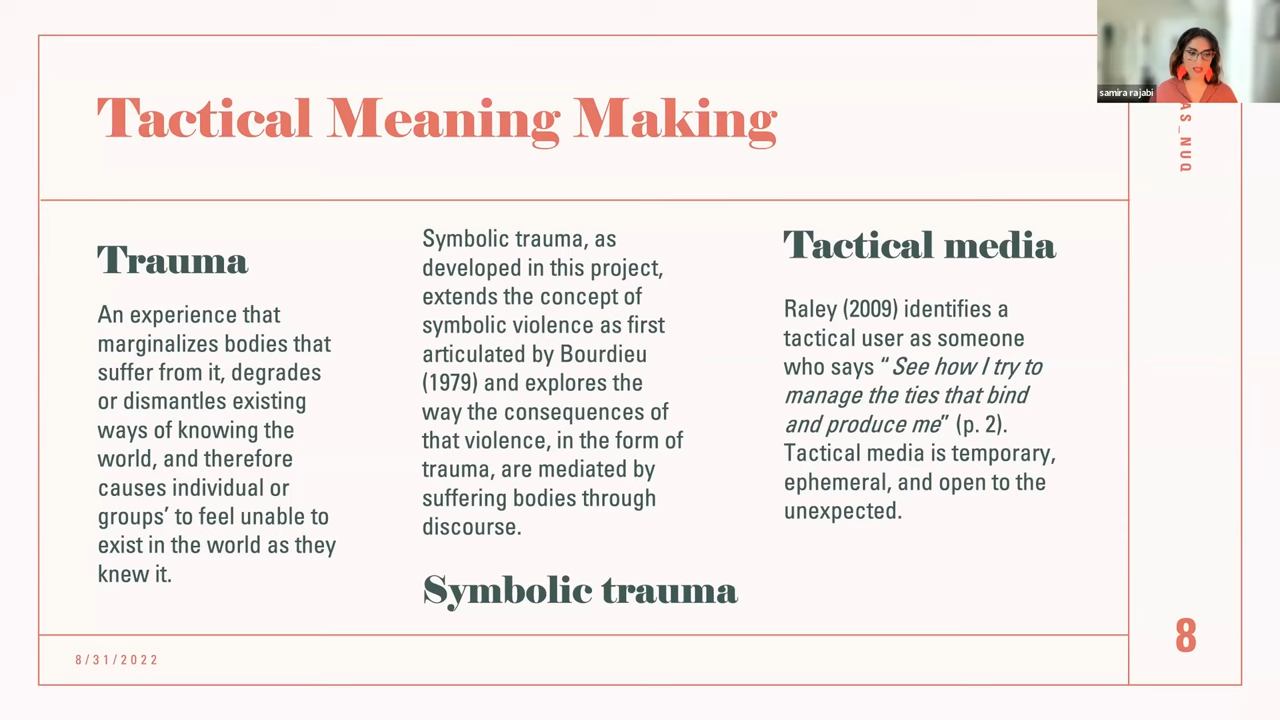 Tactical Meaning Making
samira rajabi
AS_NUQ
Trauma
An experience that
marginalizes bodies that
suffer from it, degrades
or dismantles existing
ways of knowing the
world, and therefore
causes individual or
groups’ to feel unable to
exist in the world as they
knew it.
Symbolic trauma, as
developed in this project,
extends the concept of
symbolic violence as first
articulated by Bourdieu
(1979) and explores the
way the consequences of
that violence, in the form of
trauma, are mediated by
suffering bodies through
discourse.
Symbolic trauma
Tactical media
Raley (2009) identifies a
tactical user as someone
who says “See how I try to
manage the ties that bind
and produce me” (p. 2).
Tactical media is temporary,
ephemeral, and open to the
unexpected.
8/31/2022
8